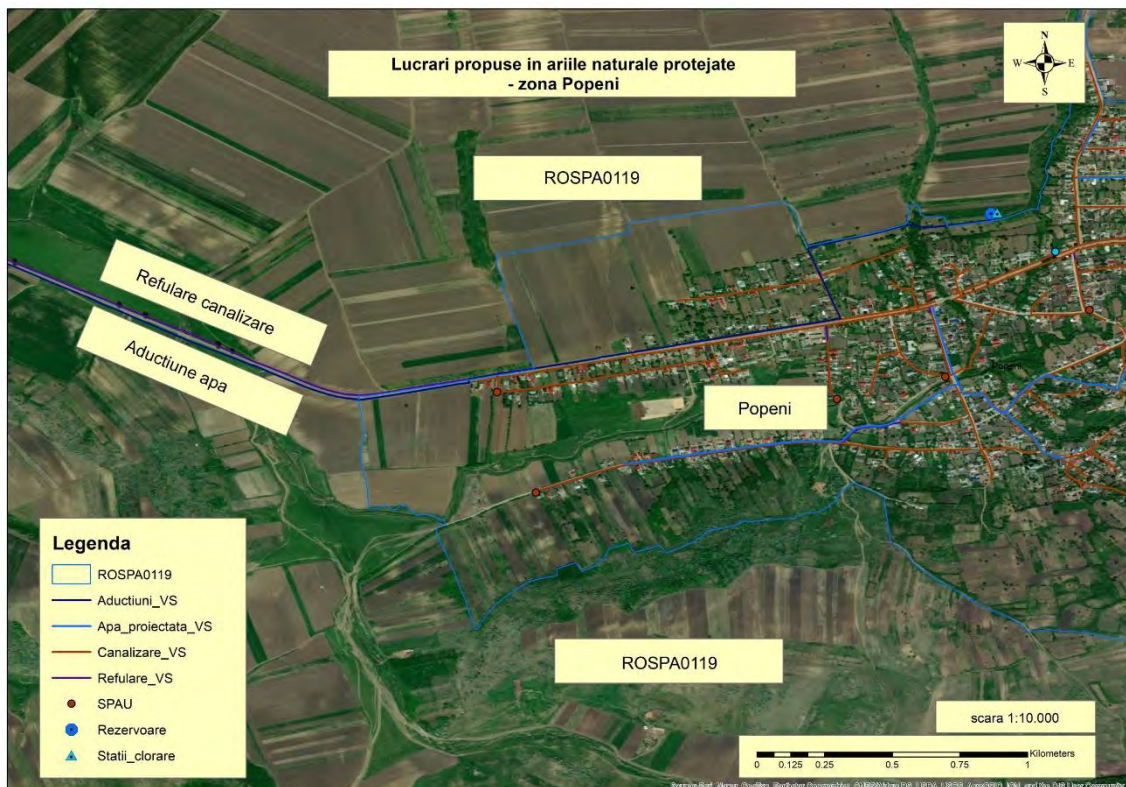 Lucrari propuse in ariile naturale protejate
- zona Popeni
N
W E
S
ROSPA0119
Refulare canalizare
Aductiune apa
Popeni
Popeni
ROSPA0119
Legenda
ROSPA0119
Aductiuni_VS
Apa_proiectata_VS
Canalizare_VS
Refulare_VS
SPAU
Rezervoare
Statii_clorare
scara 1:10.000
Kilometers
0 0.125 0.25 0.5 0.75 1